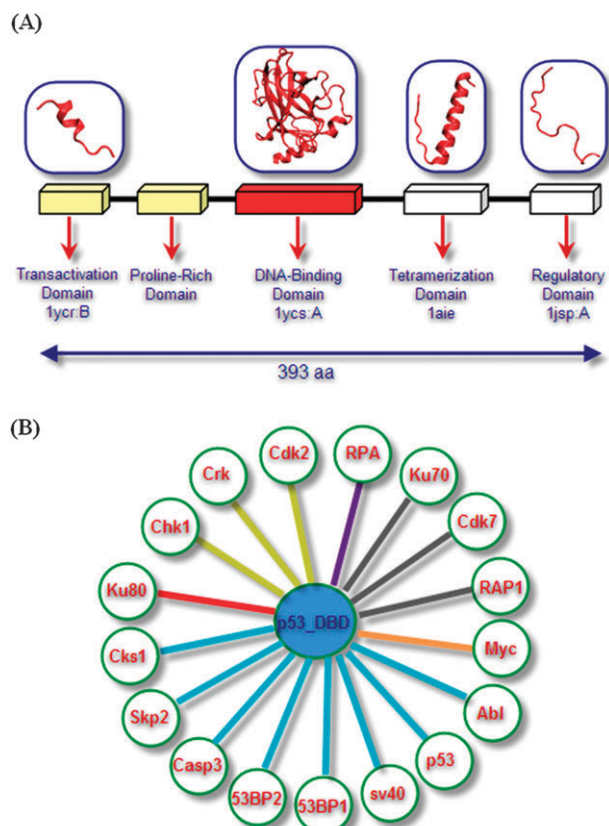 (A)
Transactivation
Domain
1ycr:B
Proline-Rich
Domain
DNA-Binding
Domain
1ycs:A
Tetramerization
Domain
1aie
Regulatory
Domain
1jsp:A
393 aa
(B)
Cdk2
RPA
Crk
Ku70
Chk1
Cdk7
Ku80
RAP1
p53_DBD
Cks1
Myc
Skp2
Abl
Casp3
p53
53BP2
53BP1
sv40